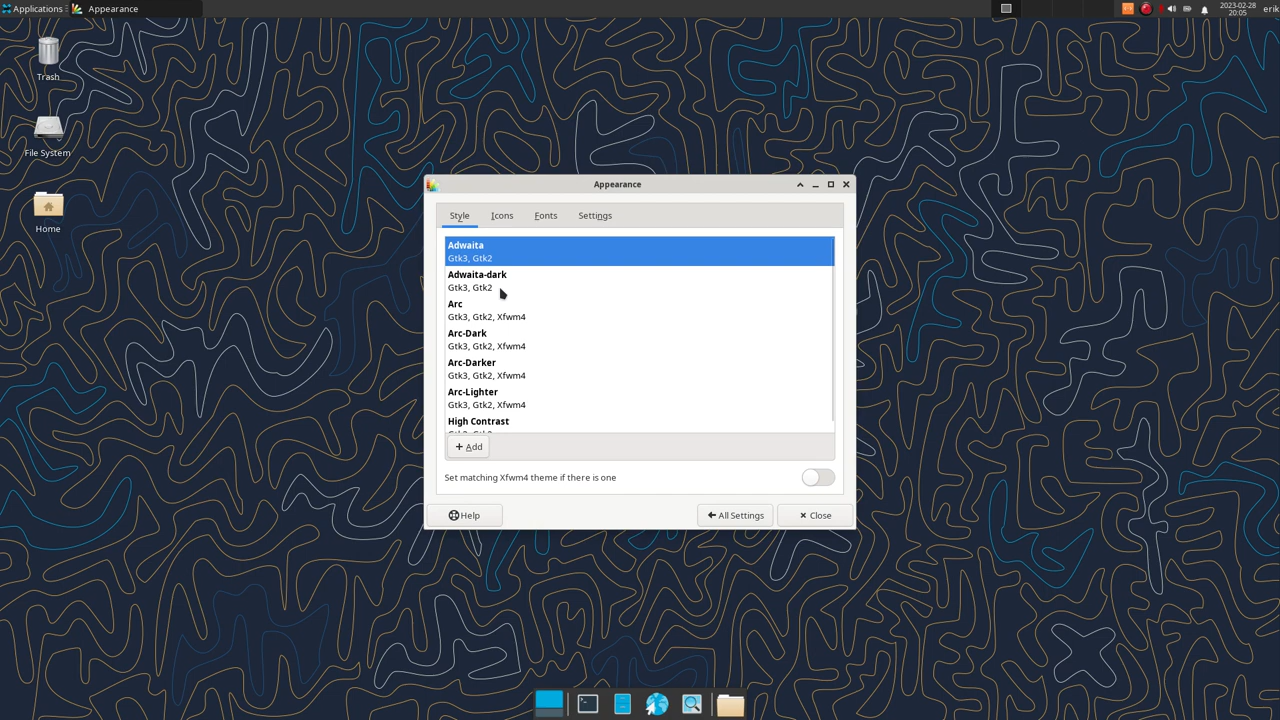 Applications
Appearance
2023-02-28
20:05
erik
Trash
File System
Home
Appearance
Style
Icons
Fonts
Settings
Adwaita
Gtk3, Gtk2
Adwaita-dark
Gtk3, Gtk2
Arc
Gtk3, Gtk2, Xfwm4
Arc-Dark
Gtk3, Gtk2, Xfwm4
Arc-Darker
Gtk3, Gtk2, Xfwm4
Arc-Lighter
Gtk3, Gtk2, Xfwm4
High Contrast
Add
Set matching Xfwm4 theme if there is one
Help
All Settings
Close